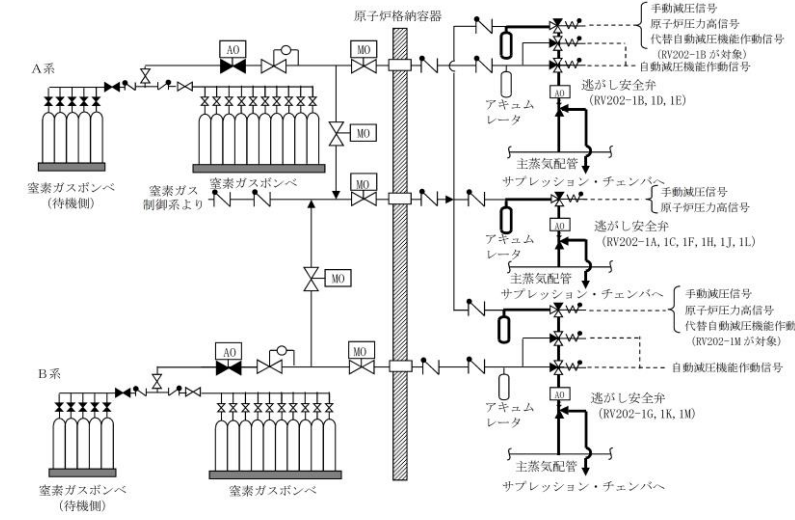 原子炉格納容器
手動減圧信号
原子炉圧力高信号
代替自動減圧機能作動信号
(RV202-1Bが対象)
自動減圧機能作動信号
AO
MO
A系
アキュム
レータ
AO
逃がし安全弁
(RV202-1B, 1D, 1E)
MO
主蒸気配管
サプレッション・チェンバへ
窒素ガスボンベ
(待機側)
窒素ガスボンベ
窒素ガス
制御系より
MO
手動減圧信号
原子炉圧力高信号
AO
逃がし安全弁
(RV202-1A, 1C, 1F, 1H, 1J, 1L)
アキュム
レータ
主蒸気配管
サプレッション・チェンバへ
MO
手動減圧信号
原子炉圧力高信号
代替自動減圧機能作動
(RV202-1Mが対象)
自動減圧機能作動信号
AO
MO
B系
アキュム
レータ
AO
逃がし安全弁
(RV202-1G, 1K, 1M)
主蒸気配管
サプレッション・チェンバへ
窒素ガスボンベ
(待機側)
窒素ガスボンベ